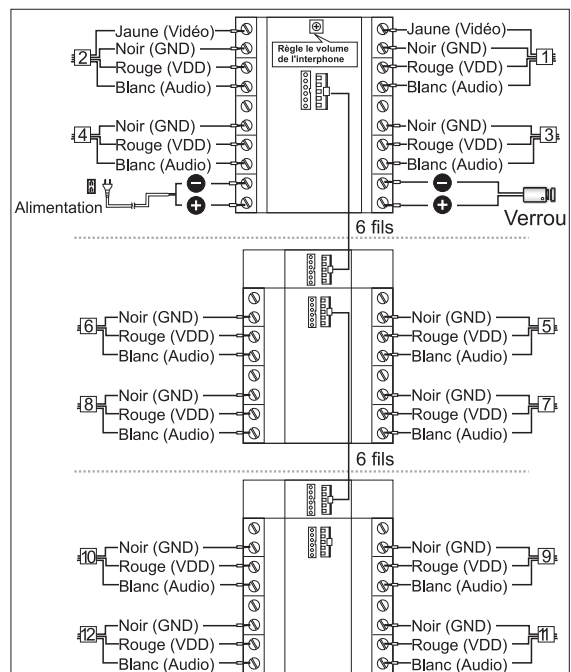 Jaune (Vidéo)
Noir (GND)
2
Rouge (VDD)
Blanc (Audio)
Règle le volume
de l'interphone
Jaune (Vidéo)
Noir (GND)
1
Rouge (VDD)
Blanc (Audio)
Noir (GND)
4
Rouge (VDD)
Blanc (Audio)
Noir (GND)
3
Rouge (VDD)
Blanc (Audio)
Alimentation
Verrou
6 fils
Noir (GND)
6
Rouge (VDD)
Blanc (Audio)
Noir (GND)
5
Rouge (VDD)
Blanc (Audio)
Noir (GND)
8
Rouge (VDD)
Blanc (Audio)
Noir (GND)
7
Rouge (VDD)
Blanc (Audio)
6 fils
Noir (GND)
10
Rouge (VDD)
Blanc (Audio)
Noir (GND)
9
Rouge (VDD)
Blanc (Audio)
Noir (GND)
12
Rouge (VDD)
Blanc (Audio)
Noir (GND)
11
Rouge (VDD)
Blanc (Audio)